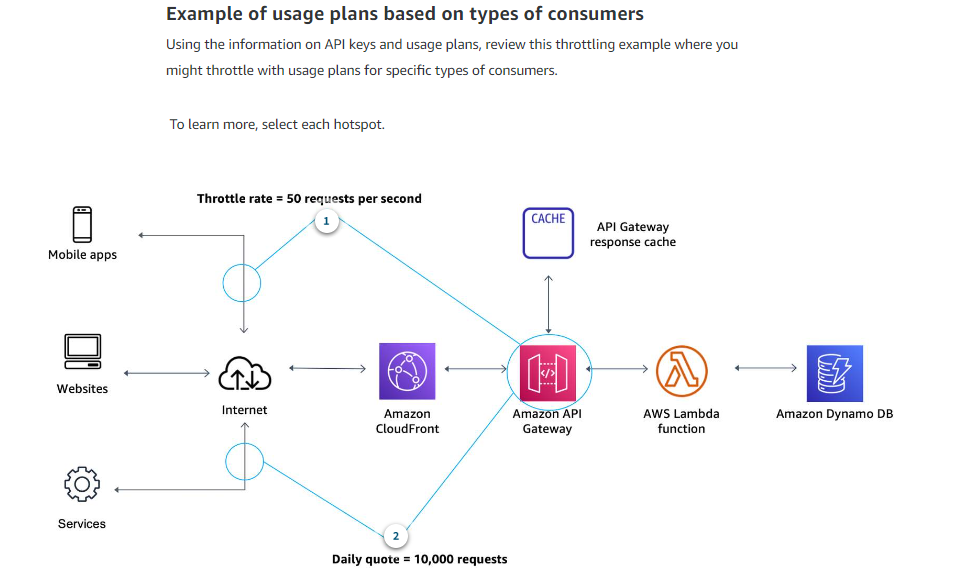 Example of usage plans based on types of consumers
Using the information on API keys and usage plans, review this throttling example where you
might throttle with usage plans for specific types of consumers.
To learn more, select each hotspot.
Throttle rate = 50 requests per second
1
CACHE
API Gateway
response cache
Mobile apps
Websites
Internet
Amazon
CloudFront
</>
Amazon API
Gateway
AWS Lambda
function
Amazon Dynamo DB
Services
2
Daily quote = 10,000 requests